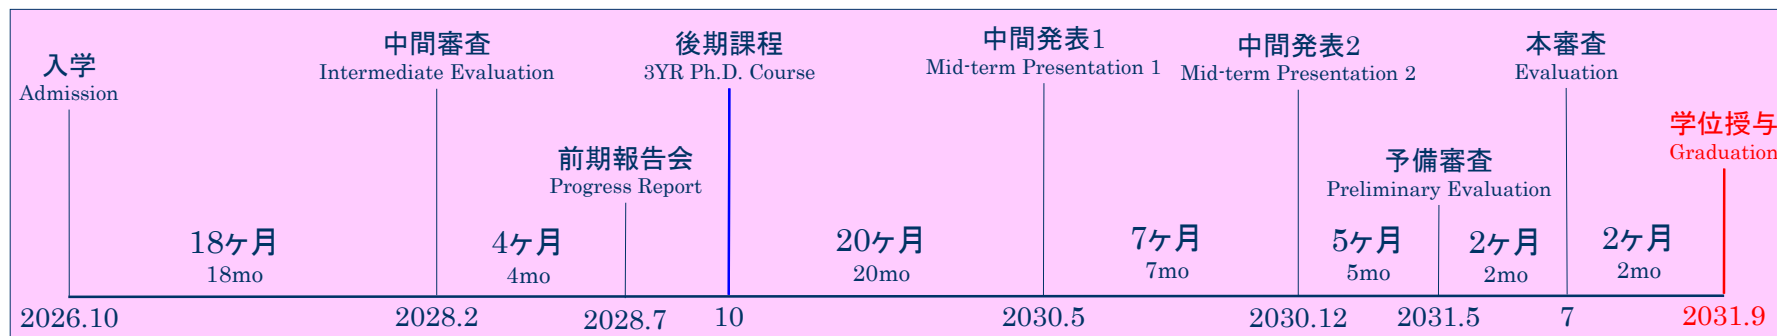 入学
Admission
中間審査
Intermediate Evaluation
前期報告会
Progress Report
後期課程
3YR Ph.D. Course
中間発表1
Mid-term Presentation 1
中間発表2
Mid-term Presentation 2
予備審査
Preliminary Evaluation
本審査
Evaluation
学位授与
Graduation
18ヶ月
18mo
4ヶ月
4mo
20ヶ月
20mo
7ヶ月
7mo
5ヶ月
5mo
2ヶ月
2mo
2ヶ月
2mo
2026.10
2028.2
2028.7
10
2030.5
2030.12
2031.5
7
2031.9